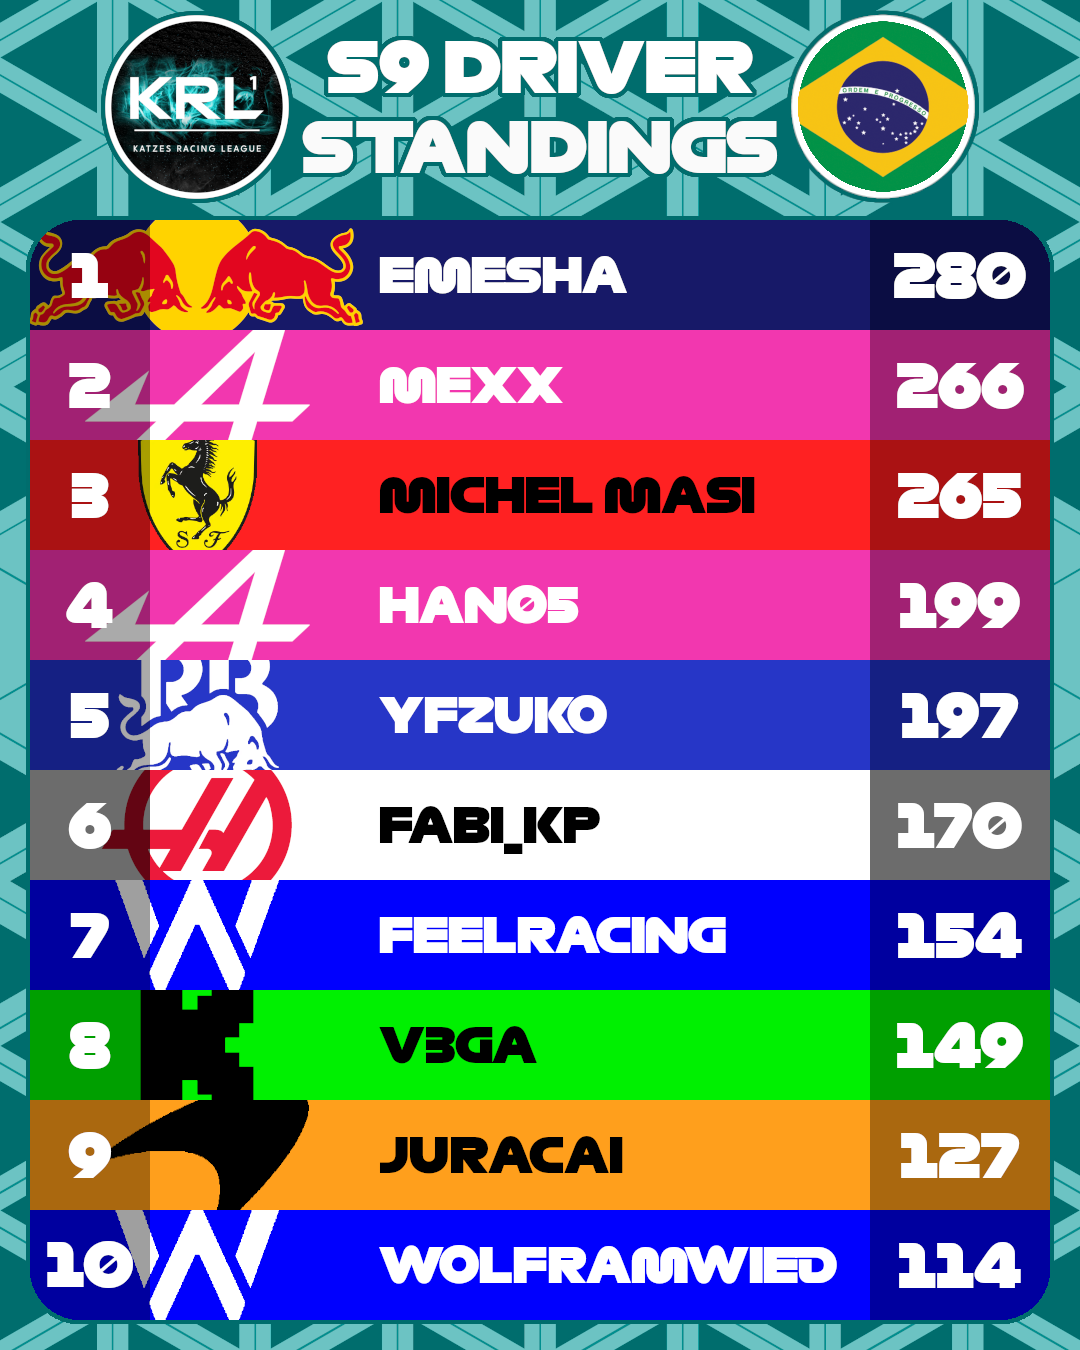 KRL1
KATZES RACING LEAGUE
S9 DRIVER
STANDINGS
ORDEM E PROGRESSO
1 EMESHA 280
2 MEXX 266
3 S F MICHEL MASI 265
4 HAN05 199
5 RB YFZUKO 197
6 FABI_KP 170
7 FEELRACING 154
8 V3GA 149
9 JURACAI 127
10 WOLFRAMWIED 114